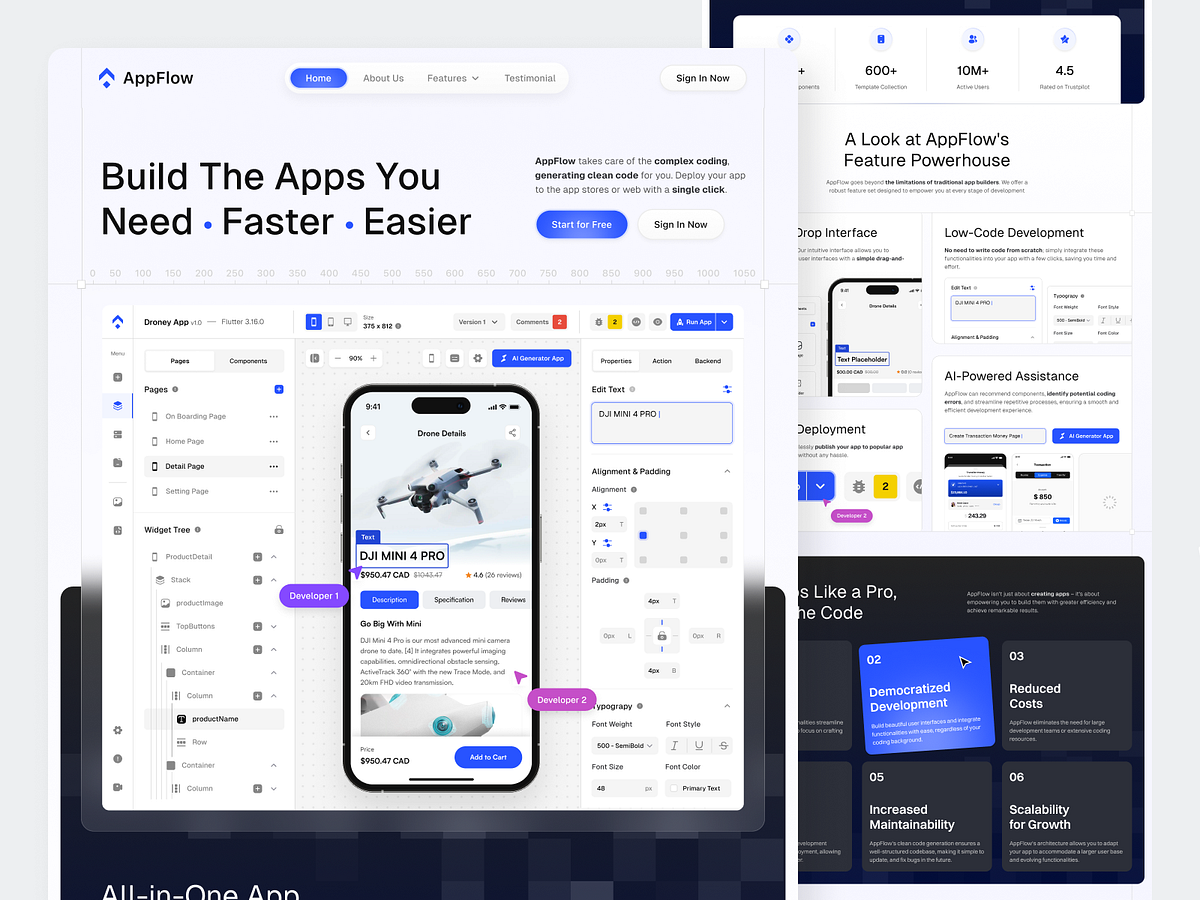 AppFlow
Home
About Us
Features
Testimonial
Sign In Now
Build The Apps You
Need • Faster • Easier
AppFlow takes care of the complex coding,
generating clean code for you. Deploy your app
to the app stores or web with a single click.
Start for Free
Sign In Now
0 50 100 150 200 250 300 350 400 450 500 550 600 650 700 750 800 850 900 950 1000 1050
Droney App v1.0 — Flutter 3.16.0
Size
375 x 812
Version 1
Comments 2
2
Run App
Menu
Pages
Components
90%
AI Generator App
Properties
Action
Backend
Pages
On Boarding Page
Home Page
Detail Page
Setting Page
Widget Tree
ProductDetail
Stack
productImage
TopButtons
Column
Container
Column
productName
Row
Container
Column
9:41
Drone Details
Text
DJI MINI 4 PRO
$950.47 CAD $1043.47
4.6 (26 reviews)
Description
Specification
Reviews
Go Big With Mini
DJI Mini 4 Pro is our most advanced mini camera
drone to date. [4] It integrates powerful imaging
capabilities, omnidirectional obstacle sensing,
ActiveTrack 360° with the new Trace Mode, and
20km FHD video transmission.
Price
$950.47 CAD
Add to Cart
Developer 1
Developer 2
Edit Text
DJI MINI 4 PRO |
Alignment & Padding
Alignment
X
2px T
Y
0px T
Padding
4px T
0px L
0px R
4px B
Typograpy
Font Weight
Font Style
500 - SemiBold
I U S
Font Size
Font Color
48 px
Primary Text
All-in-One App
+
ponents
600+
Template Collection
10M+
Active Users
4.5
Rated on Trustpilot
A Look at AppFlow's
Feature Powerhouse
AppFlow goes beyond the limitations of traditional app builders. We offer a
robust feature set designed to empower you at every stage of development.
Drop Interface
Our intuitive interface allows you to
user interfaces with a simple drag-and-
9:41
Drone Details
Text
Text Placeholder
$00.00 CAD
Low-Code Development
No need to write code from scratch; simply integrate these
functionalities into your app with a few clicks, saving you time and
effort.
Edit Text
DJI MINI 4 PRO |
Alignment & Padding
Typograpy
Font Weight
Font Style
500 - SemiBold
I U
Font Size
Font Color
AI-Powered Assistance
AppFlow can recommend components, identify potential coding
errors, and streamline repetitive processes, ensuring a smooth and
efficient development experience.
Create Transaction Money Page |
AI Generator App
243.29
Transaction
$ 850
Deployment
lessly publish your app to popular app
without any hassle.
2
Developer 2
os Like a Pro,
he Code
AppFlow isn't just about creating apps – it's about
empowering you to build them with greater efficiency and
achieve remarkable results.
nalities streamline
focus on crafting
02
Democratized
Development
Build beautiful user interfaces and integrate
functionalities with ease, regardless of your
coding background.
03
Reduced
Costs
AppFlow eliminates the need for large
development teams or extensive coding
resources.
velopment
oyment, allowing
er.
05
Increased
Maintainability
AppFlow's clean code generation ensures a
well-structured codebase, making it simple to
update, and fix bugs in the future.
06
Scalability
for Growth
AppFlow's architecture allows you to adapt
your app to accommodate a larger user base
and evolving functionalities.